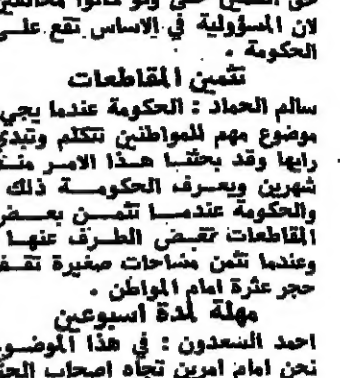 لان المسؤولية في الاساس تقع على
الحكومة .
تثمين المقاطعات
سالم الحماد : الحكومة عندما يجي
موضوع مهم للمواطنين تتكلم وتبدي
رايها وقد بحثنا هذا الامر منذ
شهرين ويعرف الحكومة ذلك
والحكومة عندما تثمن بعض
المقاطعات تغضي الطرف عنها
وعندما تثمن مساحات صغيرة تقف
حجر عثرة امام المواطن .
مهلة لمدة اسبوعين
احمد السعدون : في هذا الموضوع
نحن امام امرين تجاه اصحاب